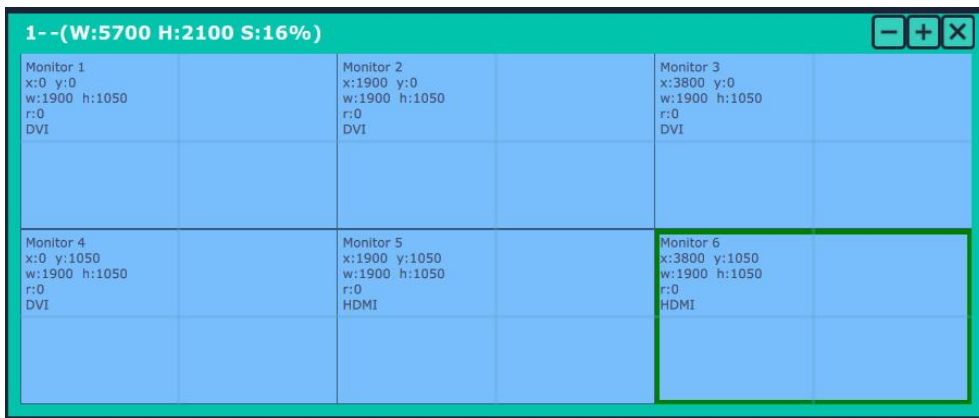 1--(W:5700 H:2100 S:16%)
Monitor 1
x:0 y:0
w:1900 h:1050
r:0
DVI
Monitor 2
x:1900 y:0
w:1900 h:1050
r:0
DVI
Monitor 3
x:3800 y:0
w:1900 h:1050
r:0
DVI
Monitor 4
x:0 y:1050
w:1900 h:1050
r:0
DVI
Monitor 5
x:1900 y:1050
w:1900 h:1050
r:0
HDMI
Monitor 6
x:3800 y:1050
w:1900 h:1050
r:0
HDMI